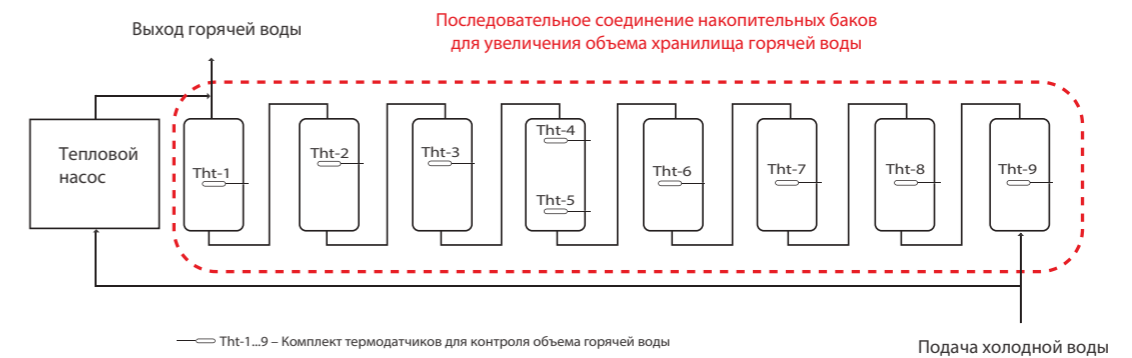 Последовательное соединение накопительных баков
для увеличения объема хранилища горячей воды
Выход горячей воды
Тепловой
насос
Tht-1
Tht-2
Tht-3
Tht-4
Tht-5
Tht-6
Tht-7
Tht-8
Tht-9
Tht-1...9 – Комплект термодатчиков для контроля объема горячей воды
Подача холодной воды